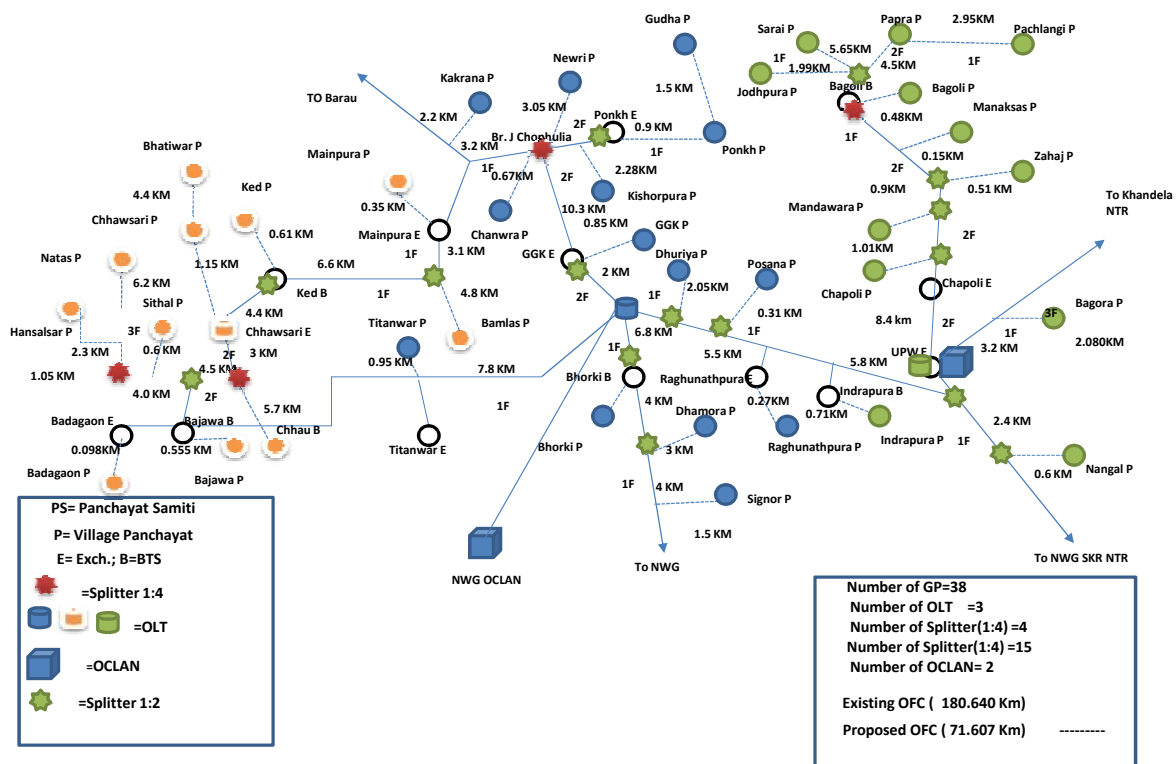 Gudha P
Sarai P
Papra P
2.95KM
Pachlangi P
Newri P
5.65KM
2F
1F
1F
Kakrana P
1.99KM
4.5KM
TO Barau
Jodhpura P
Bagoli B
Bagoli P
3.05KM
1.5 KM
Ponkh E
2.2 KM
2F
0.9 KM
0.48KM
Manaksas P
Br. J Chophulia
3.2 KM
1F
Ponkh P
1F
Bhatiwar P
Mainpura P
1F
0.67KM
2F
2.28KM
0.15KM
Zahaj P
2F
Ked P
Kishorpura P
0.9KM
0.51 KM
To Khandela
NTR
4.4 KM
0.35 KM
Chanwra P
10.3 KM
0.85 KM
Mandawara P
Chhawsari P
0.61 KM
Mainpura E
3.1 KM
GGK P
2F
1.01KM
Natas P
1.15KM
6.6 KM
1F
GGK E
Dhuriya P
Posana P
Chapoli P
Chapoli E
6.2 KM
Ked B
1F
4.8 KM
2 KM
2.05KM
Sithal P
4.4 KM
2F
1F
0.31 KM
8.4 km
2F
Bagora P
Hansalsar P
3F
0.6 KM
Chhawsari E
Titanwar P
Bamlas P
6.8 KM
1F
3F
1F
2.3 KM
2F
3 KM
1F
5.5 KM
UPW E
3.2 KM
2.080KM
1.05 KM
4.5KM
0.95 KM
7.8 KM
5.8 KM
4.0 KM
2F
5.7 KM
1F
Bhorki B
4 KM
Raghunathpura E
0.27KM
Indrapura B
0.71KM
2.4 KM
Badagaon E
Bajawa B
Dhamora P
1F
0.098KM
0.555 KM
Chhau B
Titanwar E
Bhorki P
3 KM
Raghunathpura P
Indrapura P
0.6 KM
Nangal P
Badagaon P
Bajawa P
1F
4 KM
Signor P
1.5 KM
NWG OCLAN
To NWG
To NWG SKR NTR
PS= Panchayat Samiti
P= Village Panchayat
E= Exch.; B=BTS
=Splitter 1:4
=OLT
=OCLAN
=Splitter 1:2
Number of GP=38
Number of OLT =3
Number of Splitter(1:4) =4
Number of Splitter(1:4) =15
Number of OCLAN= 2
Existing OFC ( 180.640 Km)
Proposed OFC ( 71.607 Km) ---------